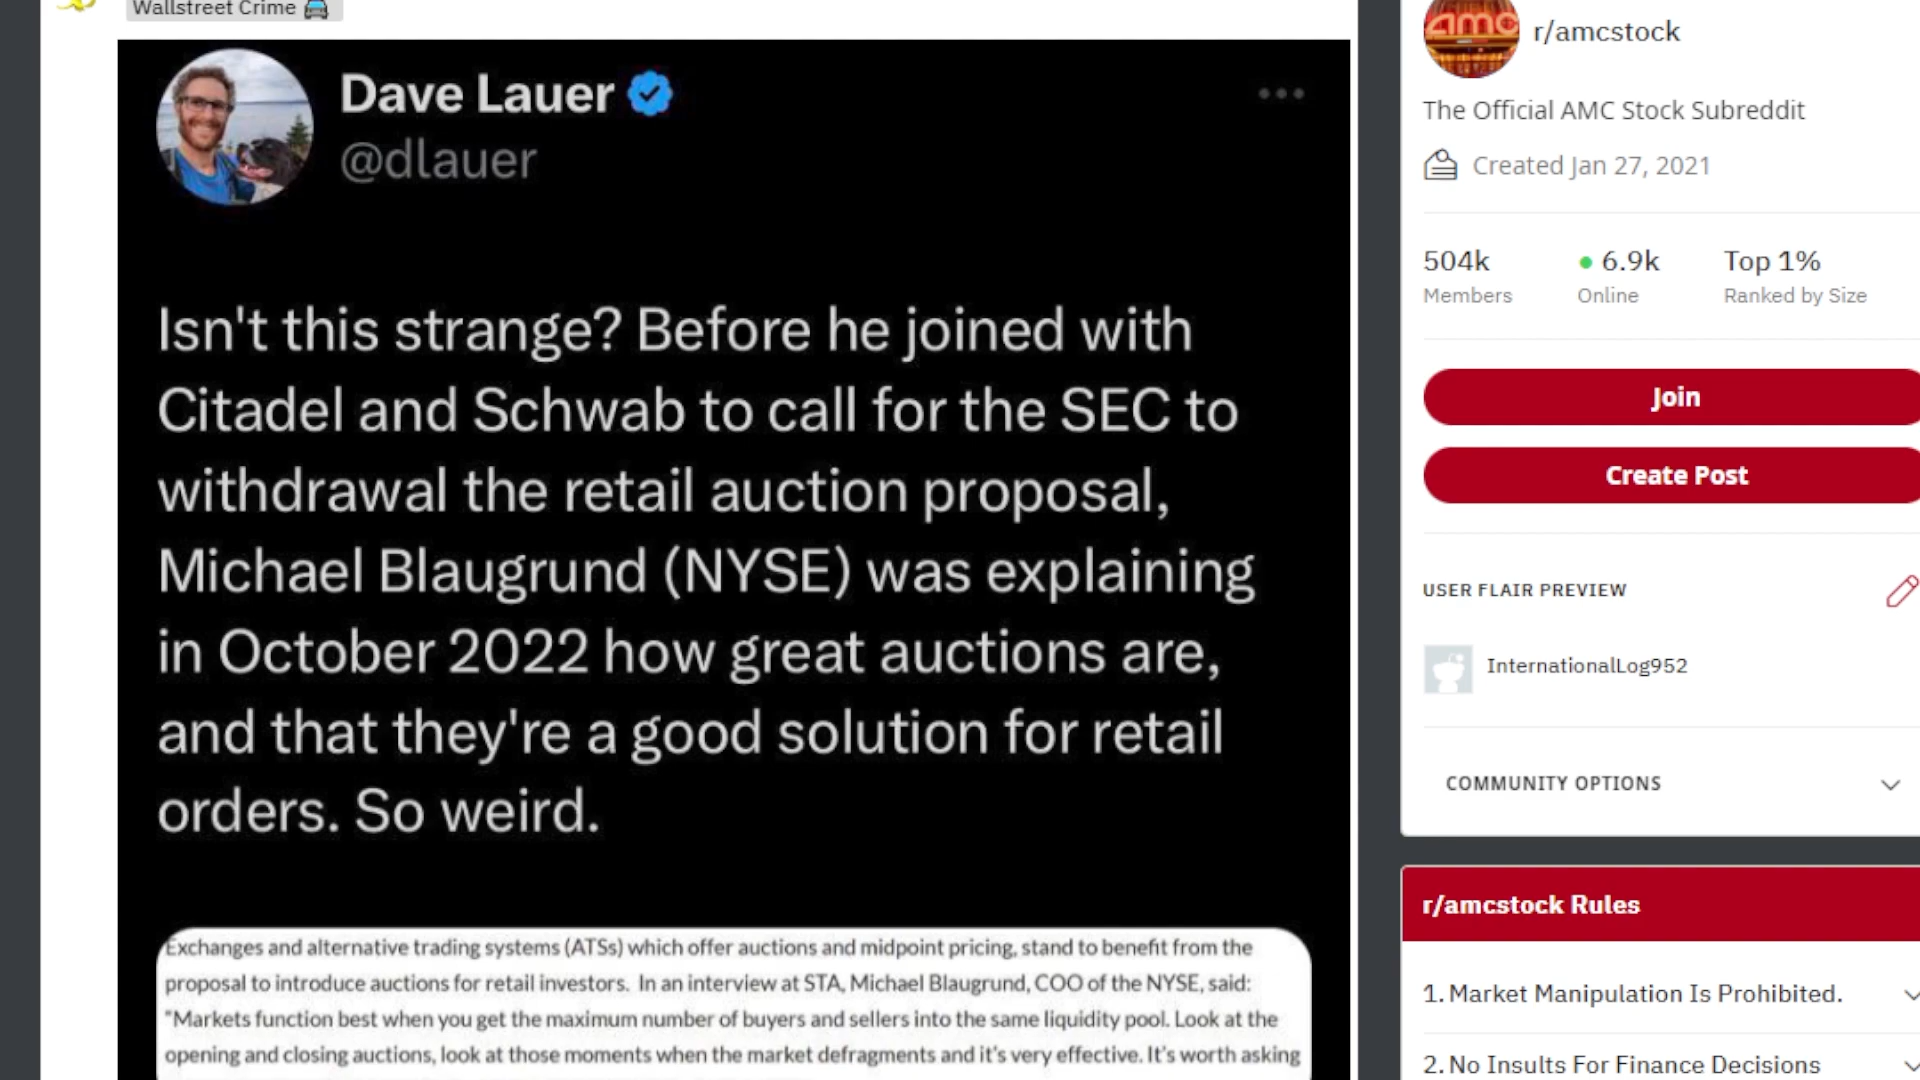 Wallstreet Crime
Dave Lauer
@dlauer
Isn't this strange? Before he joined with
Citadel and Schwab to call for the SEC to
withdrawal the retail auction proposal,
Michael Blaugrund (NYSE) was explaining
in October 2022 how great auctions are,
and that they're a good solution for retail
orders. So weird.
Exchanges and alternative trading systems (ATSs) which offer auctions and midpoint pricing, stand to benefit from the
proposal to introduce auctions for retail investors. In an interview at STA, Michael Blaugrund, COO of the NYSE, said:
"Markets function best when you get the maximum number of buyers and sellers into the same liquidity pool. Look at the
opening and closing auctions, look at those moments when the market defragments and it's very effective. It's worth asking
amc
r/amcstock
The Official AMC Stock Subreddit
Created Jan 27, 2021
504k
Members
6.9k
Online
Top 1%
Ranked by Size
Join
Create Post
USER FLAIR PREVIEW
InternationalLog952
COMMUNITY OPTIONS
r/amcstock Rules
1. Market Manipulation Is Prohibited.
2. No Insults For Finance Decisions